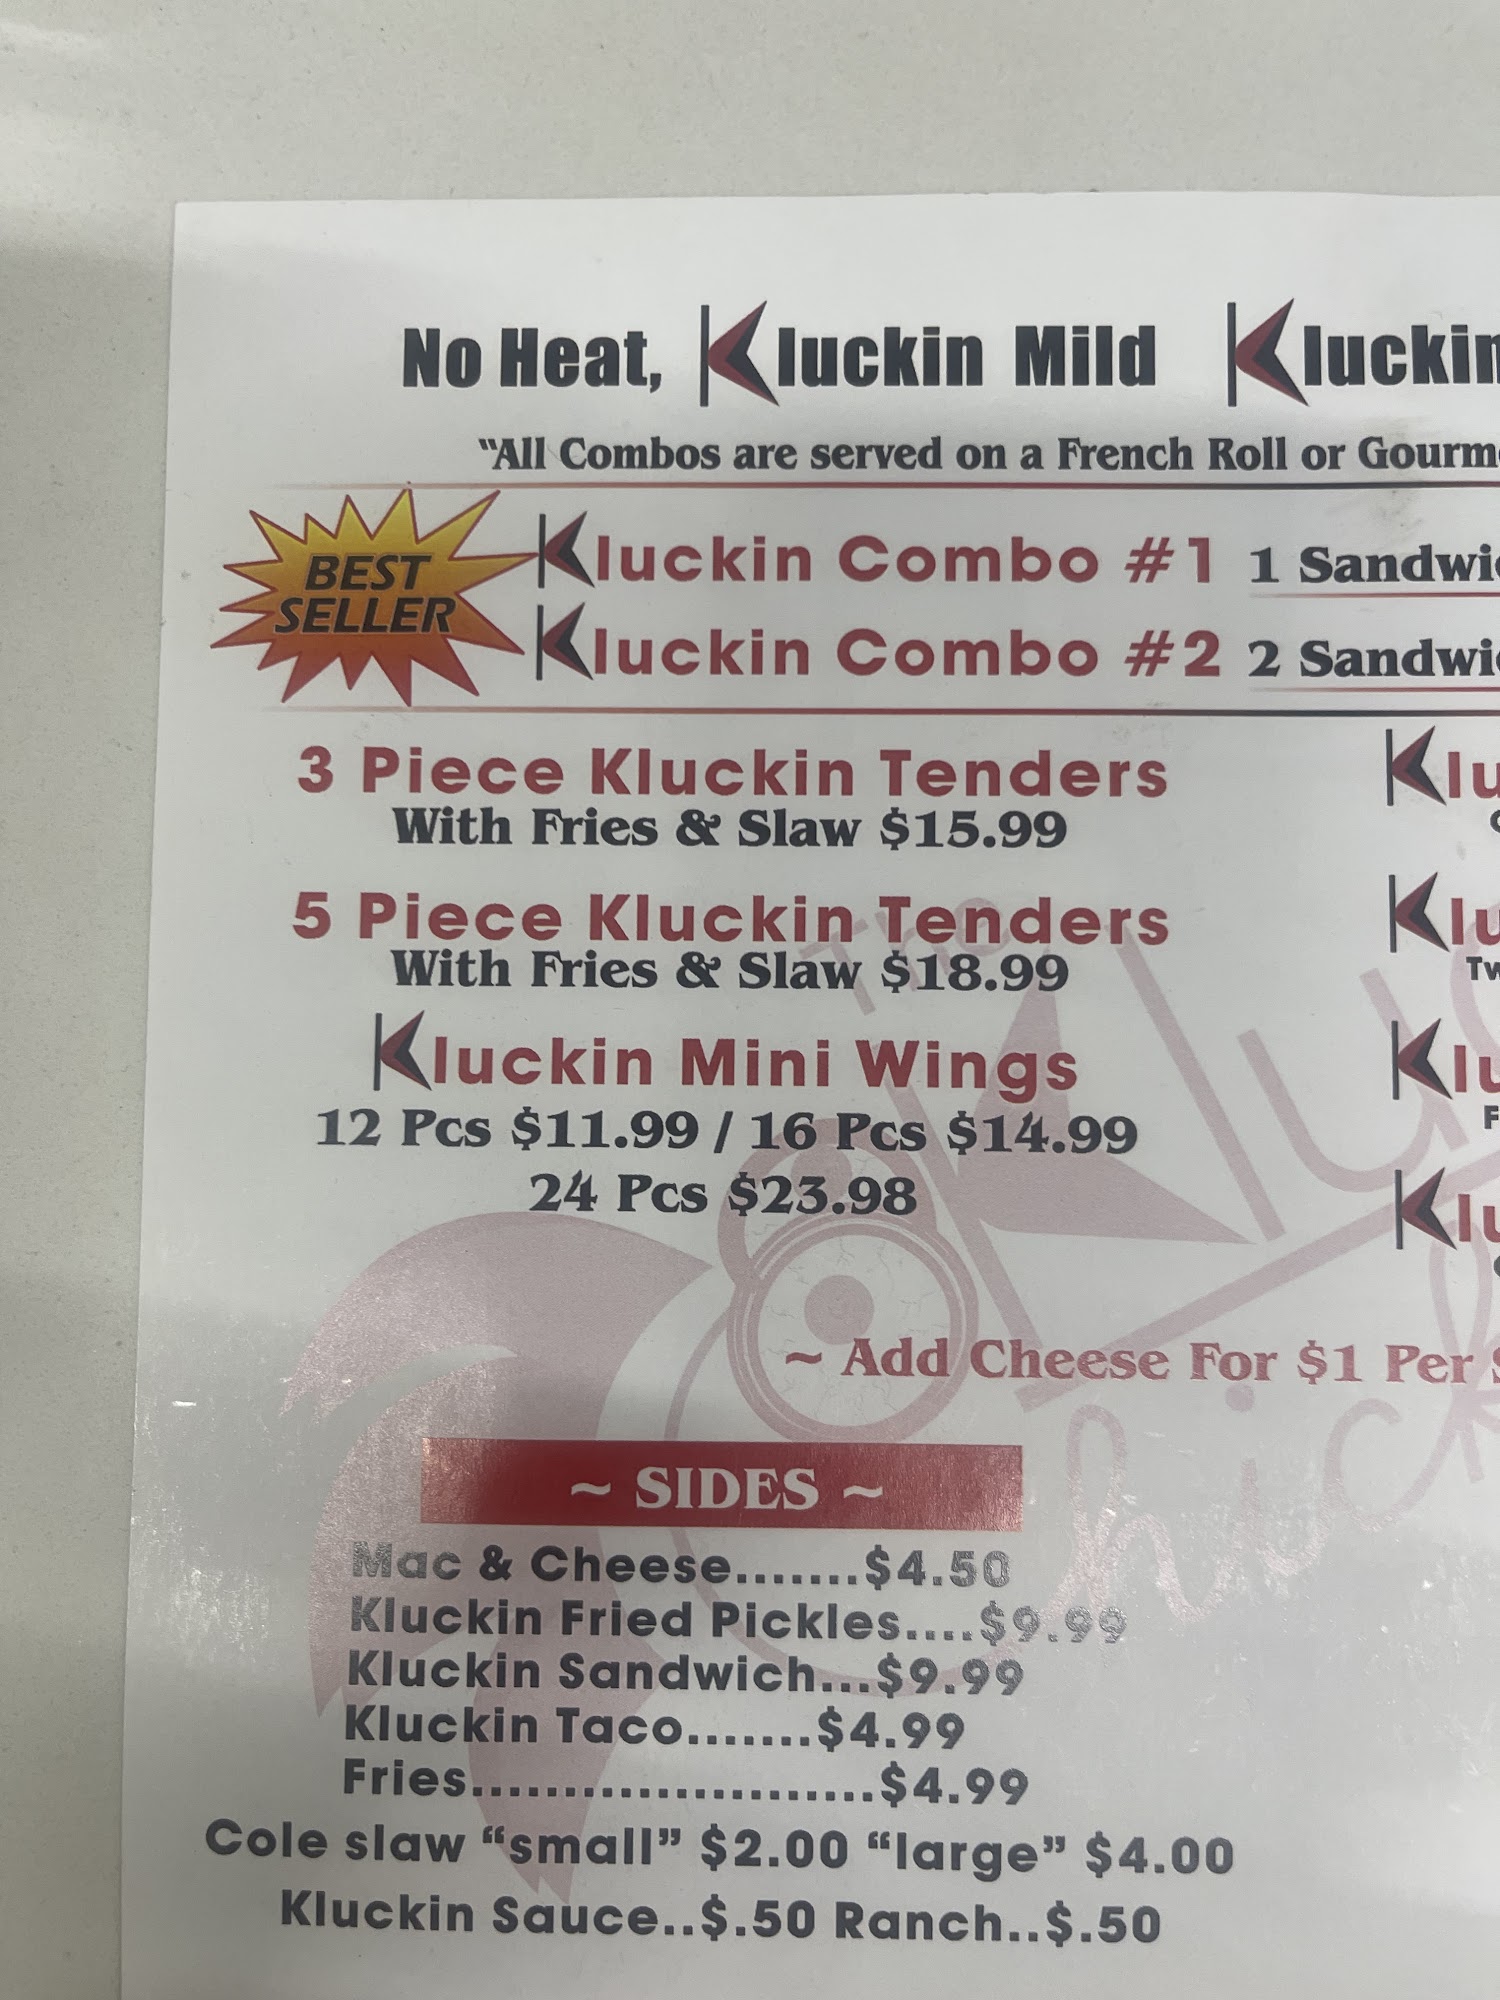 No Heat, Kluckin Mild Kluckin
"All Combos are served on a French Roll or
BEST
SELLER
Kluckin Combo #1 1
Kluckin Combo #2 2
3 Piece Kluckin Tenders
With Fries & Slaw $15.99
5 Piece Kluckin Tenders
With Fries & Slaw $18.99
Kluckin Mini Wings
12 Pcs $11.99 / 16 Pcs $14.99
24 Pcs $23.98
~ Add Cheese For $1 Per
The
~ SIDES ~
Mac & Cheese.......$4.50
Kluckin Fried Pickles....$9.99
Kluckin Sandwich...$9.99
Kluckin Taco.......$4.99
Fries......................$4.99
Cole slaw “small” $2.00 “large” $4.00
Kluckin Sauce..$.50 Ranch..$.50